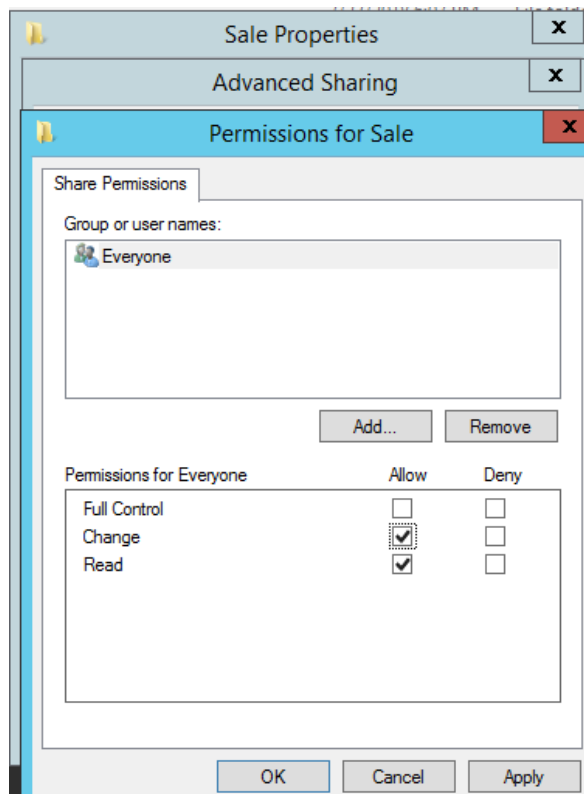 Sale Properties
x
Advanced Sharing
x
Permissions for Sale
x
Share Permissions
Group or user names:
Everyone
Add... Remove
Permissions for Everyone Allow Deny
Full Control
Change
Read
OK Cancel Apply